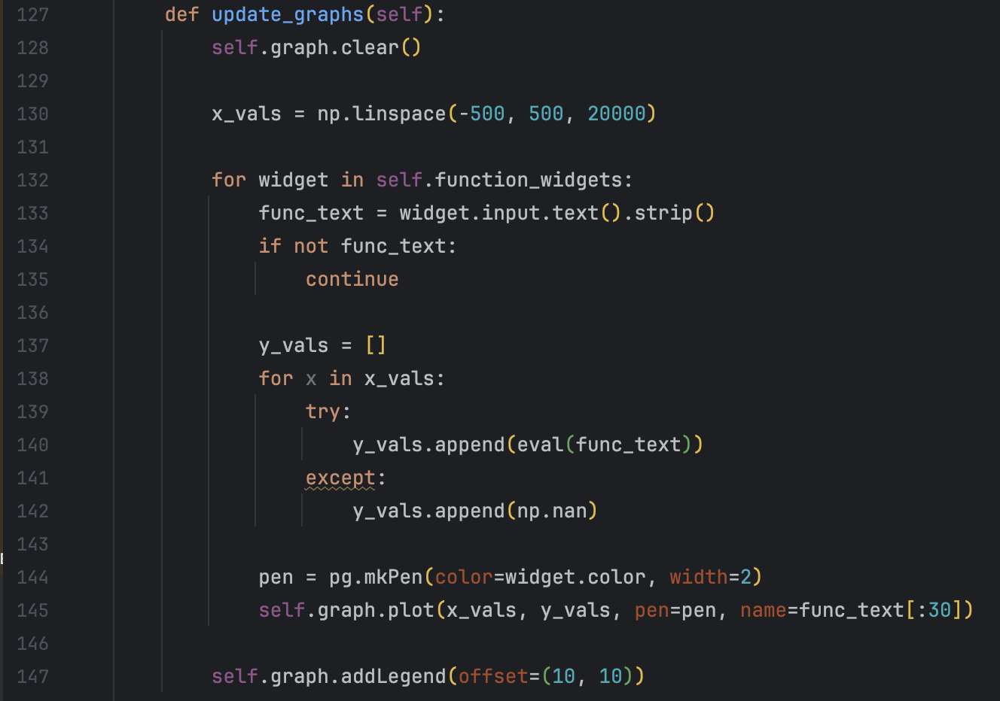 127 def update_graphs(self):
128 self.graph.clear()
129
130 x_vals = np.linspace(-500, 500, 20000)
131
132 for widget in self.function_widgets:
133 func_text = widget.input.text().strip()
134 if not func_text:
135 continue
136
137 y_vals = []
138 for x in x_vals:
139 try:
140 y_vals.append(eval(func_text))
141 except:
142 y_vals.append(np.nan)
143
144 pen = pg.mkPen(color=widget.color, width=2)
145 self.graph.plot(x_vals, y_vals, pen=pen, name=func_text[:30])
146
147 self.graph.addLegend(offset=(10, 10))